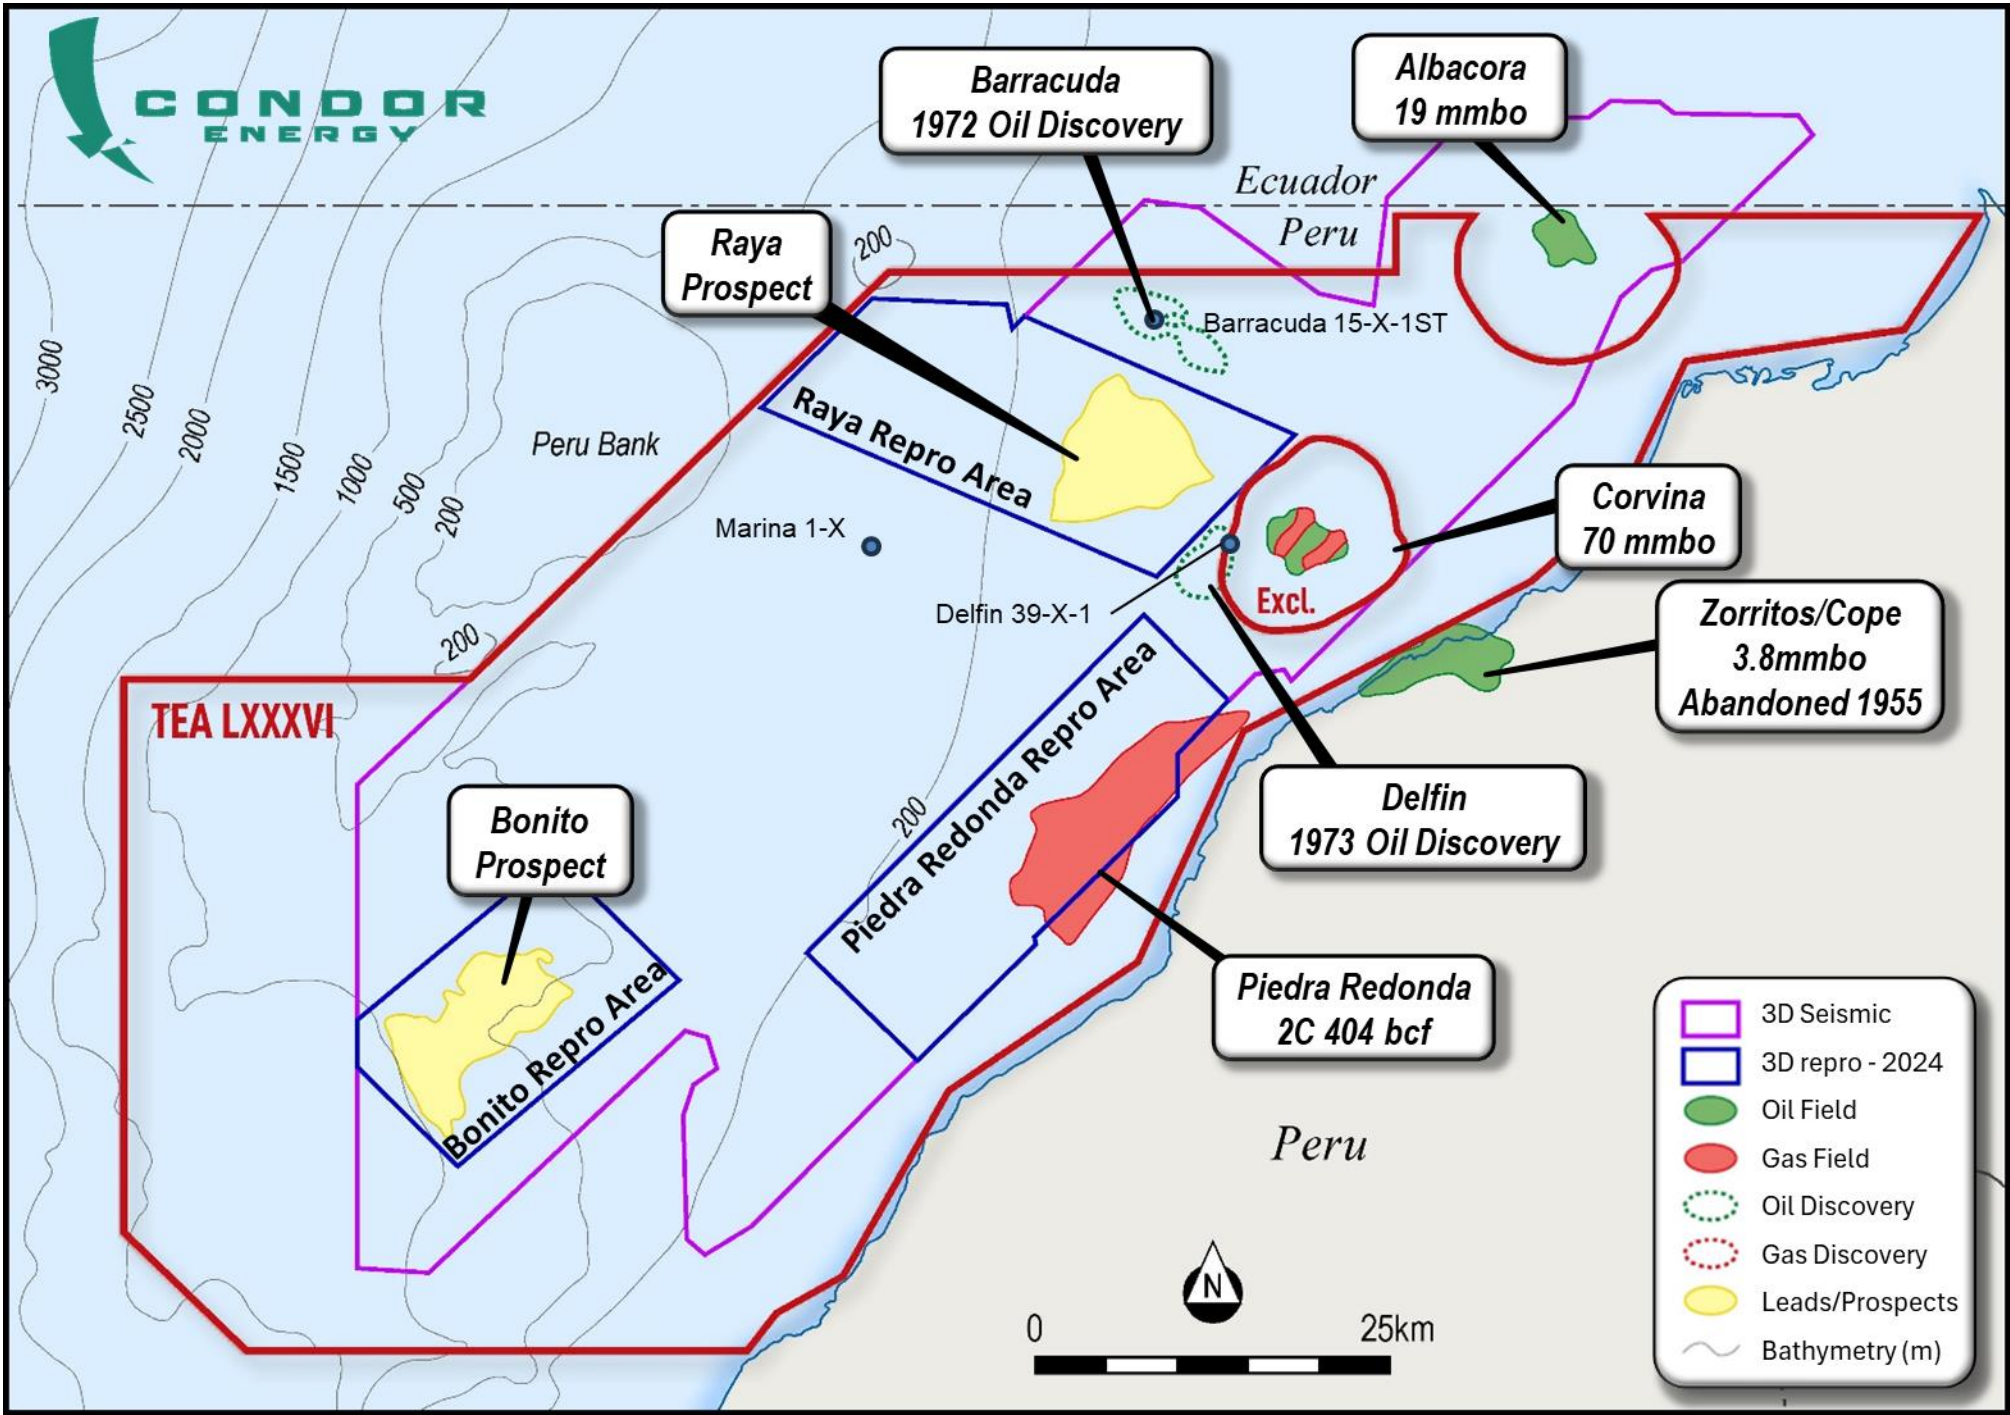 CONDOR
ENERGY
Barracuda
1972 Oil Discovery
Albacora
19 mmbo
Ecuador
Peru
Raya
Prospect
200
Barracuda 15-X-1ST
3000
2500
2000
1500
1000
500
200
Peru Bank
Raya Repro Area
Marina 1-X
Corvina
70 mmbo
Delfin 39-X-1
Excl.
Zorritos/Cope
3.8mmbo
Abandoned 1955
200
TEA LXXXVI
Piedra Redonda Repro Area
200
Delfin
1973 Oil Discovery
Bonito
Prospect
Bonito Repro Area
Piedra Redonda
2C 404 bcf
Peru
N
0
25km
3D Seismic
3D repro - 2024
Oil Field
Gas Field
Oil Discovery
Gas Discovery
Leads/Prospects
Bathymetry (m)